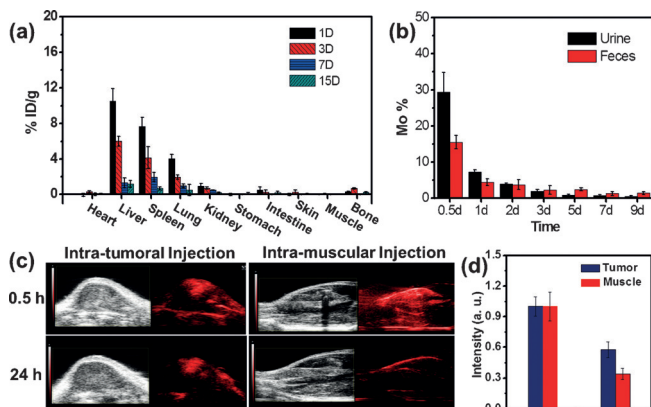 (a)
% ID/g
20
16
12
8
4
0
1D
3D
7D
15D
Heart
Liver
Spleen
Lung
Kidney
Stomach
Intestine
Skin
Muscle
Bone
(b)
Mo %
50
40
30
20
10
0
Urine
Feces
0.5d
1d
2d
3d
5d
7d
9d
Time
(c)
Intra-tumoral Injection
Intra-muscular Injection
0.5 h
24 h
(d)
Intensity (a. u.)
1.5
1.2
0.9
0.6
0.3
0.0
Tumor
Muscle